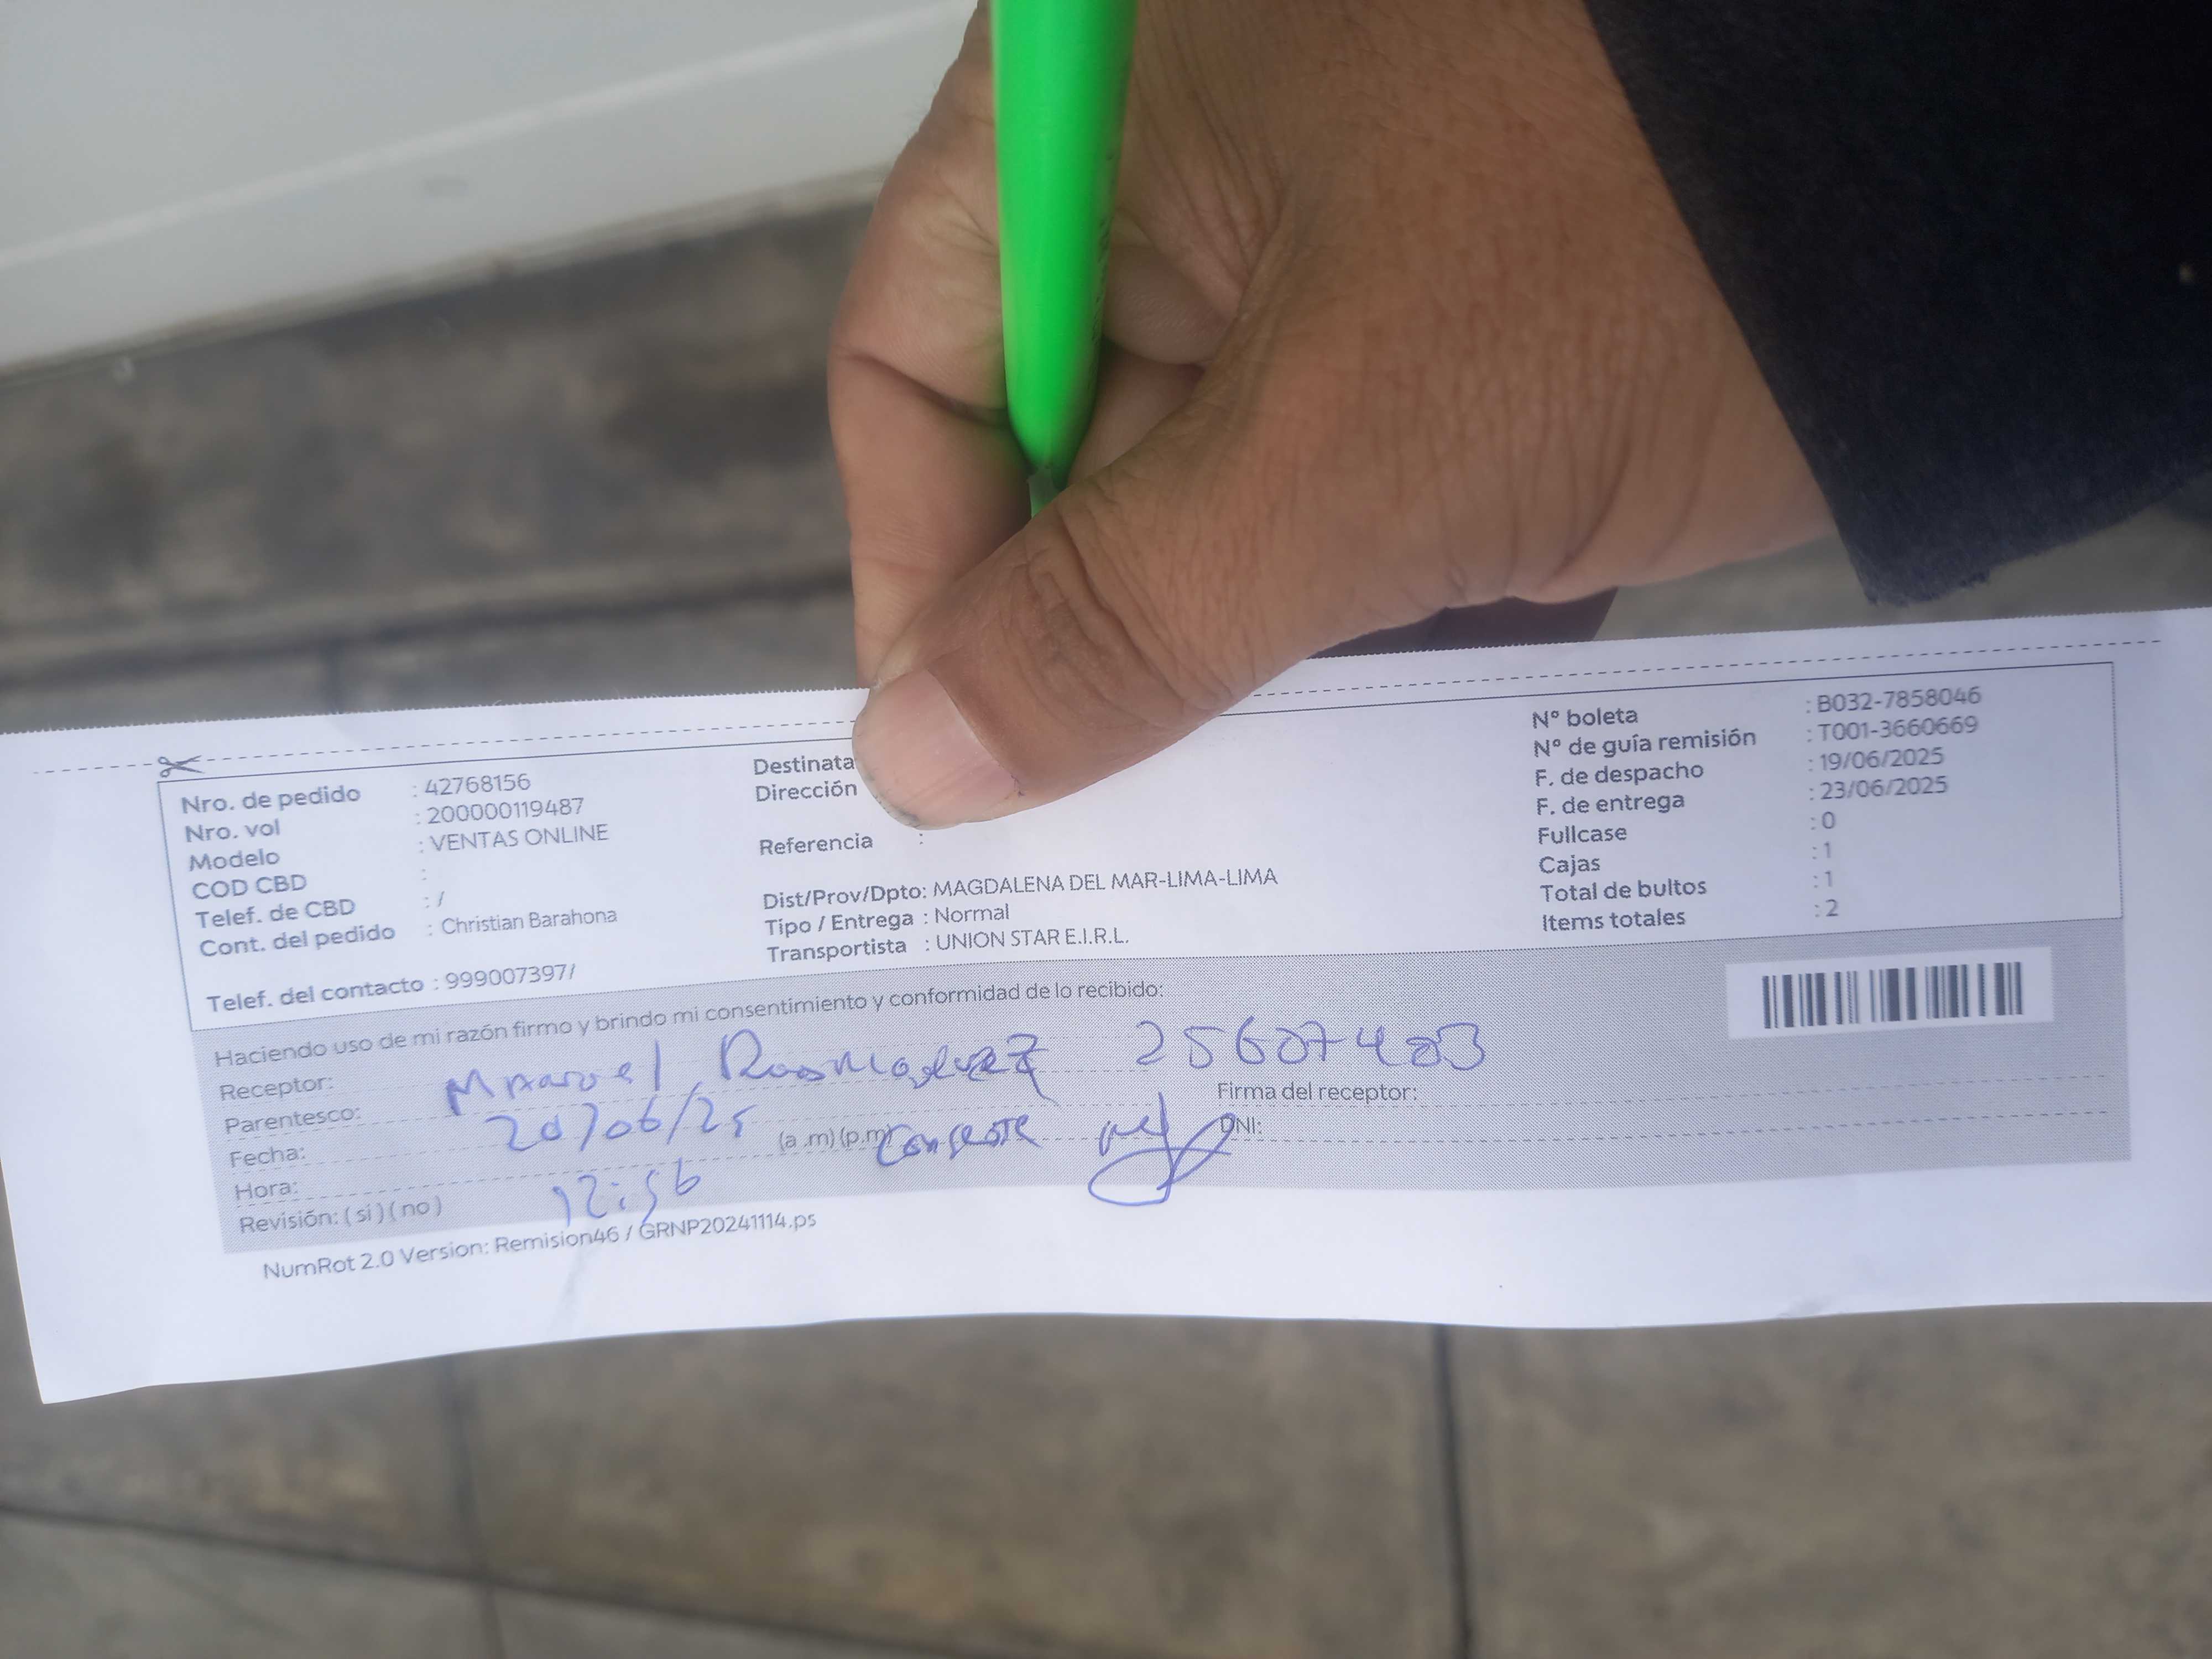 Nro. de pedido : 42768156
Nro. vol : 200000119487
Modelo : VENTAS ONLINE
COD CBD :
Telef. de CBD : /
Cont. del pedido : Christian Barahona
Telef. del contacto : 999007397/
Destinata
Dirección
Referencia :
Dist/Prov/Dpto: MAGDALENA DEL MAR-LIMA-LIMA
Tipo / Entrega : Normal
Transportista : UNION STAR E.I.R.L.
Nº boleta : B032-7858046
Nº de guía remisión : T001-3660669
F. de despacho : 19/06/2025
F. de entrega : 23/06/2025
Fullcase : 0
Cajas : 1
Total de bultos : 1
Items totales : 2
Haciendo uso de mi razón firmo y brindo mi consentimiento y conformidad de lo recibido:
Receptor: 25607403
Parentesco:
Fecha: 20/06/25
Hora: 12:56 (a .m) (p.m)
Revisión: ( si ) ( no )
Firma del receptor:
DNI:
NumRot 2.0 Version: Remision46 / GRNP20241114.ps